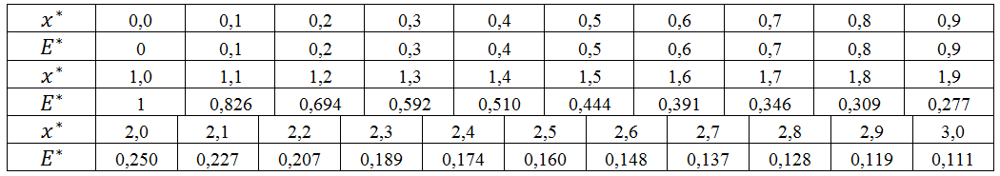 x* 0,0 0,1 0,2 0,3 0,4 0,5 0,6 0,7 0,8 0,9
E* 0 0,1 0,2 0,3 0,4 0,5 0,6 0,7 0,8 0,9
x* 1,0 1,1 1,2 1,3 1,4 1,5 1,6 1,7 1,8 1,9
E* 1 0,826 0,694 0,592 0,510 0,444 0,391 0,346 0,309 0,277
x* 2,0 2,1 2,2 2,3 2,4 2,5 2,6 2,7 2,8 2,9 3,0
E* 0,250 0,227 0,207 0,189 0,174 0,160 0,148 0,137 0,128 0,119 0,111